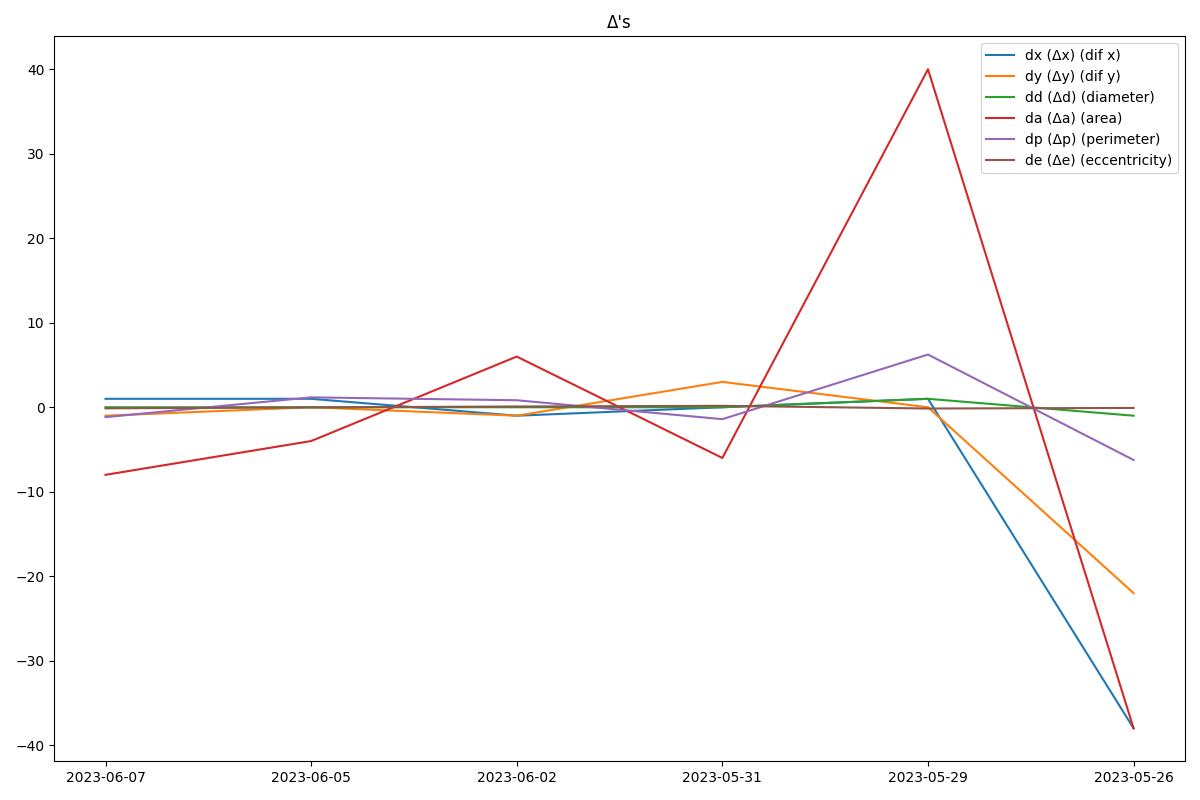 Δ's
dx (Δx) (dif x)
dy (Δy) (dif y)
dd (Δd) (diameter)
da (Δa) (area)
dp (Δp) (perimeter)
de (Δe) (eccentricity)
40
30
20
10
0
−10
−20
−30
−40
2023-06-07 2023-06-05 2023-06-02 2023-05-31 2023-05-29 2023-05-26